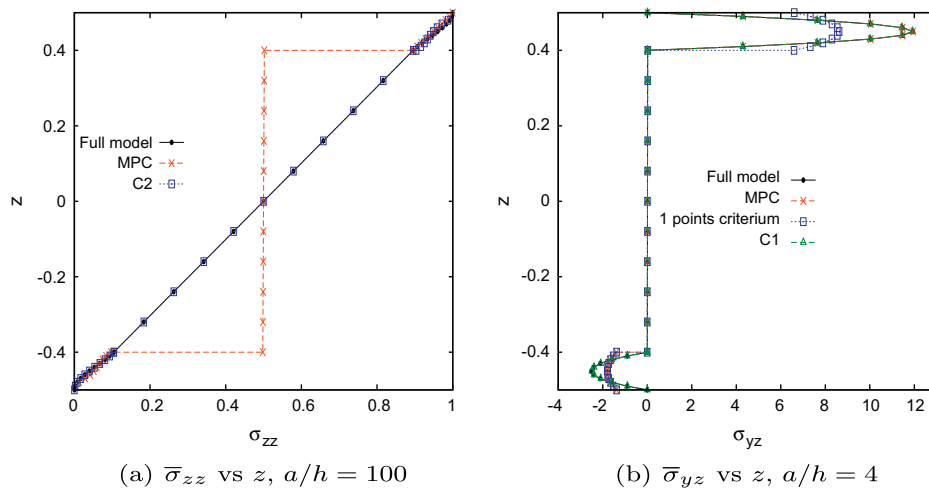 0.4
0.2
0
-0.2
-0.4
z
0
0.2
0.4
0.6
0.8
1
σzz
Full model
MPC
C2
(a) σ̅zz vs z, a/h = 100
0.4
0.2
0
-0.2
-0.4
z
-4
-2
0
2
4
6
8
10
12
14
σyz
Full model
MPC
1 points criterium
C1
(b) σ̅yz vs z, a/h = 4